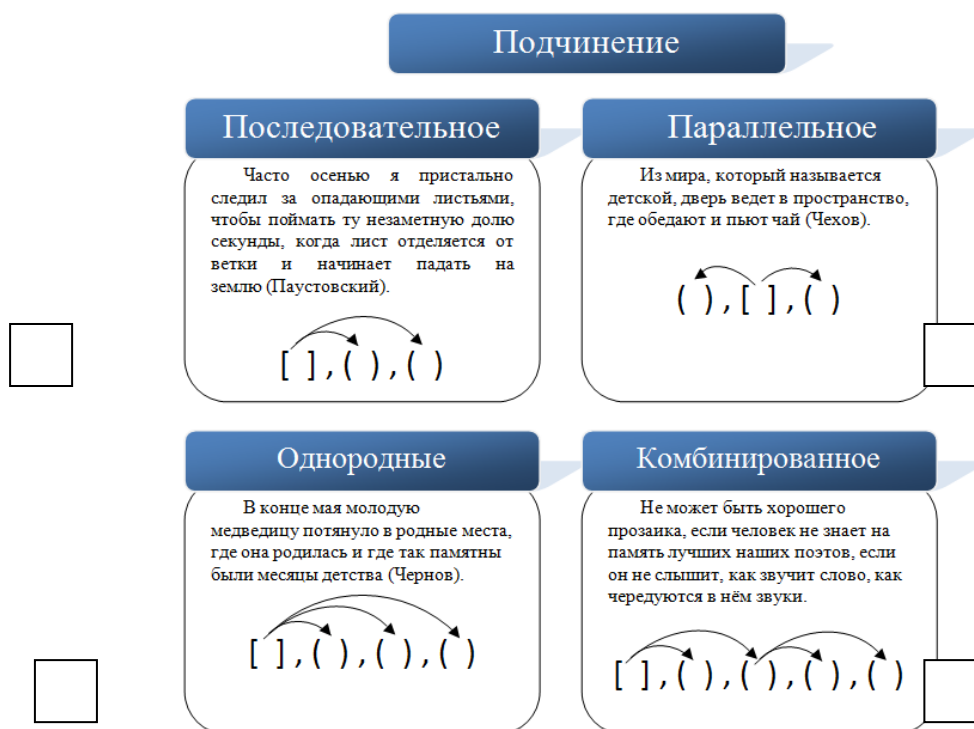 Подчинение
Последовательное
Часто осенью я пристально
следил за опадающими листьями,
чтобы поймать ту незаметную долю
секунды, когда лист отделяется от
ветки и начинает падать на
землю (Паустовский).
[ ], ( ), ( )
Параллельное
Из мира, который называется
детской, дверь ведет в пространство,
где обедают и пьют чай (Чехов).
( ), [ ], ( )
Однородные
В конце мая молодую
медведицу потянуло в родные места,
где она родилась и где так памятны
были месяцы детства (Чернов).
[ ], ( ), ( ), ( )
Комбинированное
Не может быть хорошего
прозаика, если человек не знает на
память лучших наших поэтов, если
он не слышит, как звучит слово, как
чередуются в нём звуки.
[ ], ( ), ( ), ( ), ( )